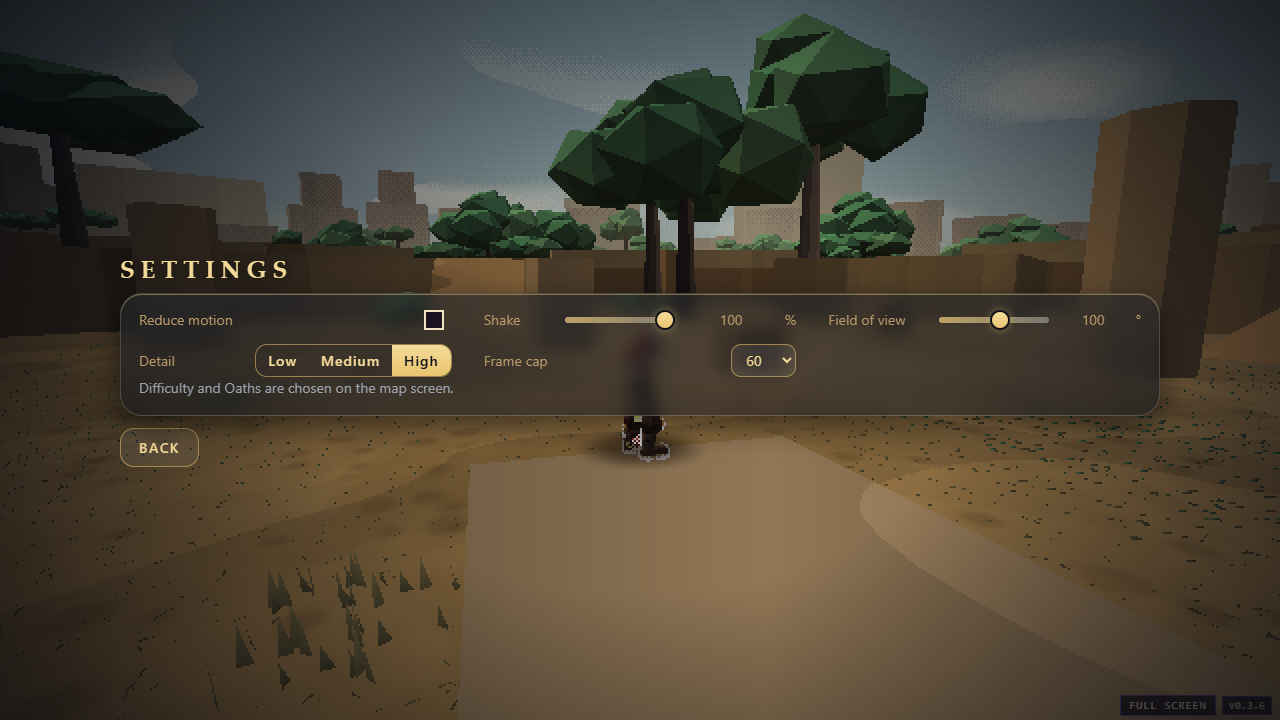 SETTINGS
Reduce motion
Shake 100 %
Field of view 100 °
Detail Low Medium High
Frame cap 60
Difficulty and Oaths are chosen on the map screen.
BACK
FULL SCREEN v0.3.6